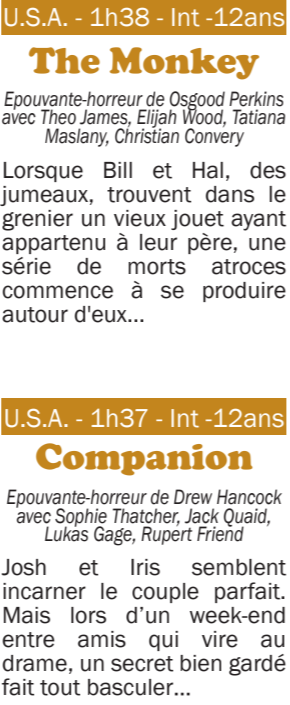 U.S.A. - 1h38 - Int -12ans
The Monkey
Epouvante-horreur de Osgood Perkins
avec Theo James, Elijah Wood, Tatiana
Maslany, Christian Convery
Lorsque Bill et Hal, des
jumeaux, trouvent dans le
grenier un vieux jouet ayant
appartenu à leur père, une
série de morts atroces
commence à se produire
autour d'eux...
U.S.A. - 1h37 - Int -12ans
Companion
Epouvante-horreur de Drew Hancock
avec Sophie Thatcher, Jack Quaid,
Lukas Gage, Rupert Friend
Josh et Iris semblent
incarner le couple parfait.
Mais lors d’un week-end
entre amis qui vire au
drame, un secret bien gardé
fait tout basculer...